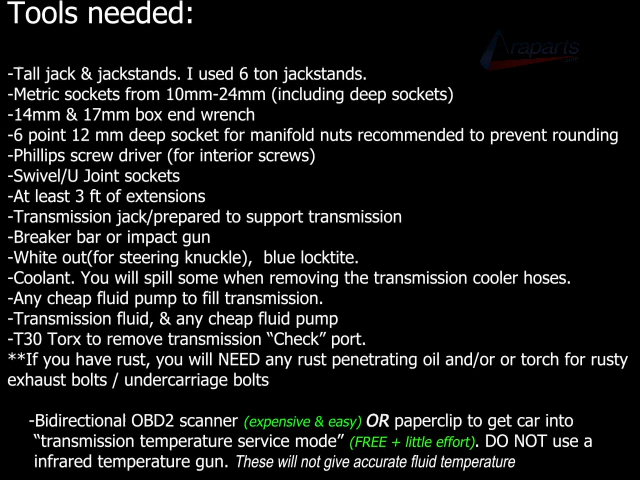 Tools needed:
Araparts
-Tall jack & jackstands. I used 6 ton jackstands.
-Metric sockets from 10mm-24mm (including deep sockets)
-14mm & 17mm box end wrench
-6 point 12 mm deep socket for manifold nuts recommended to prevent rounding
-Phillips screw driver (for interior screws)
-Swivel/U Joint sockets
-At least 3 ft of extensions
-Transmission jack/prepared to support transmission
-Breaker bar or impact gun
-White out(for steering knuckle),  blue locktite.
-Coolant. You will spill some when removing the transmission cooler hoses.
-Any cheap fluid pump to fill transmission.
-Transmission fluid, & any cheap fluid pump
-T30 Torx to remove transmission “Check” port.
**If you have rust, you will NEED any rust penetrating oil and/or or torch for rusty
exhaust bolts / undercarriage bolts
-Bidirectional OBD2 scanner (expensive & easy) OR paperclip to get car into
“transmission temperature service mode” (FREE + little effort). DO NOT use a
infrared temperature gun. These will not give accurate fluid temperature